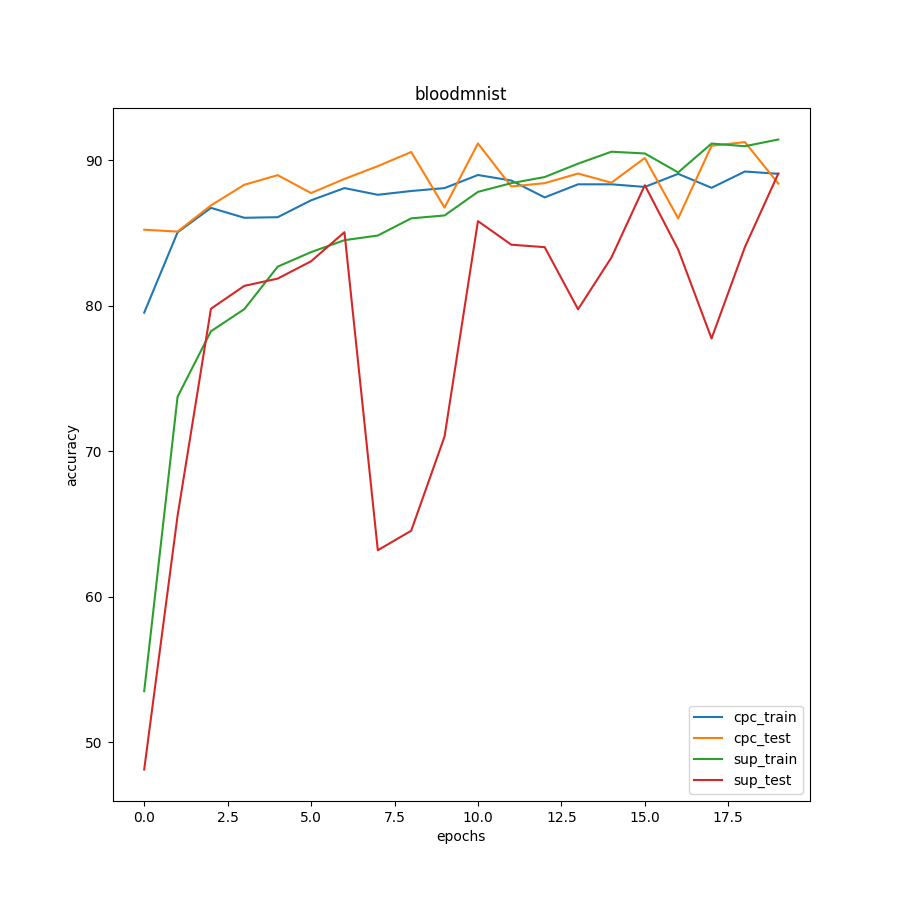 bloodmnist
accuracy
90
80
70
60
50
0.0 2.5 5.0 7.5 10.0 12.5 15.0 17.5
epochs
cpc_train
cpc_test
sup_train
sup_test